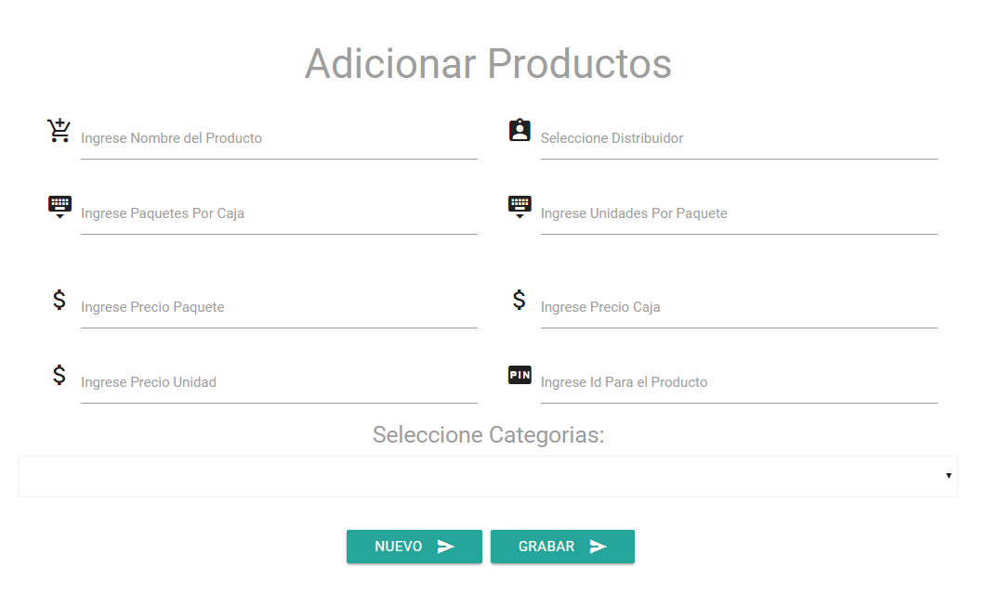 Adicionar Productos
Ingrese Nombre del Producto
Seleccione Distribuidor
Ingrese Paquetes Por Caja
Ingrese Unidades Por Paquete
$ Ingrese Precio Paquete
$ Ingrese Precio Caja
$ Ingrese Precio Unidad
PIN Ingrese Id Para el Producto
Seleccione Categorias:
NUEVO
GRABAR